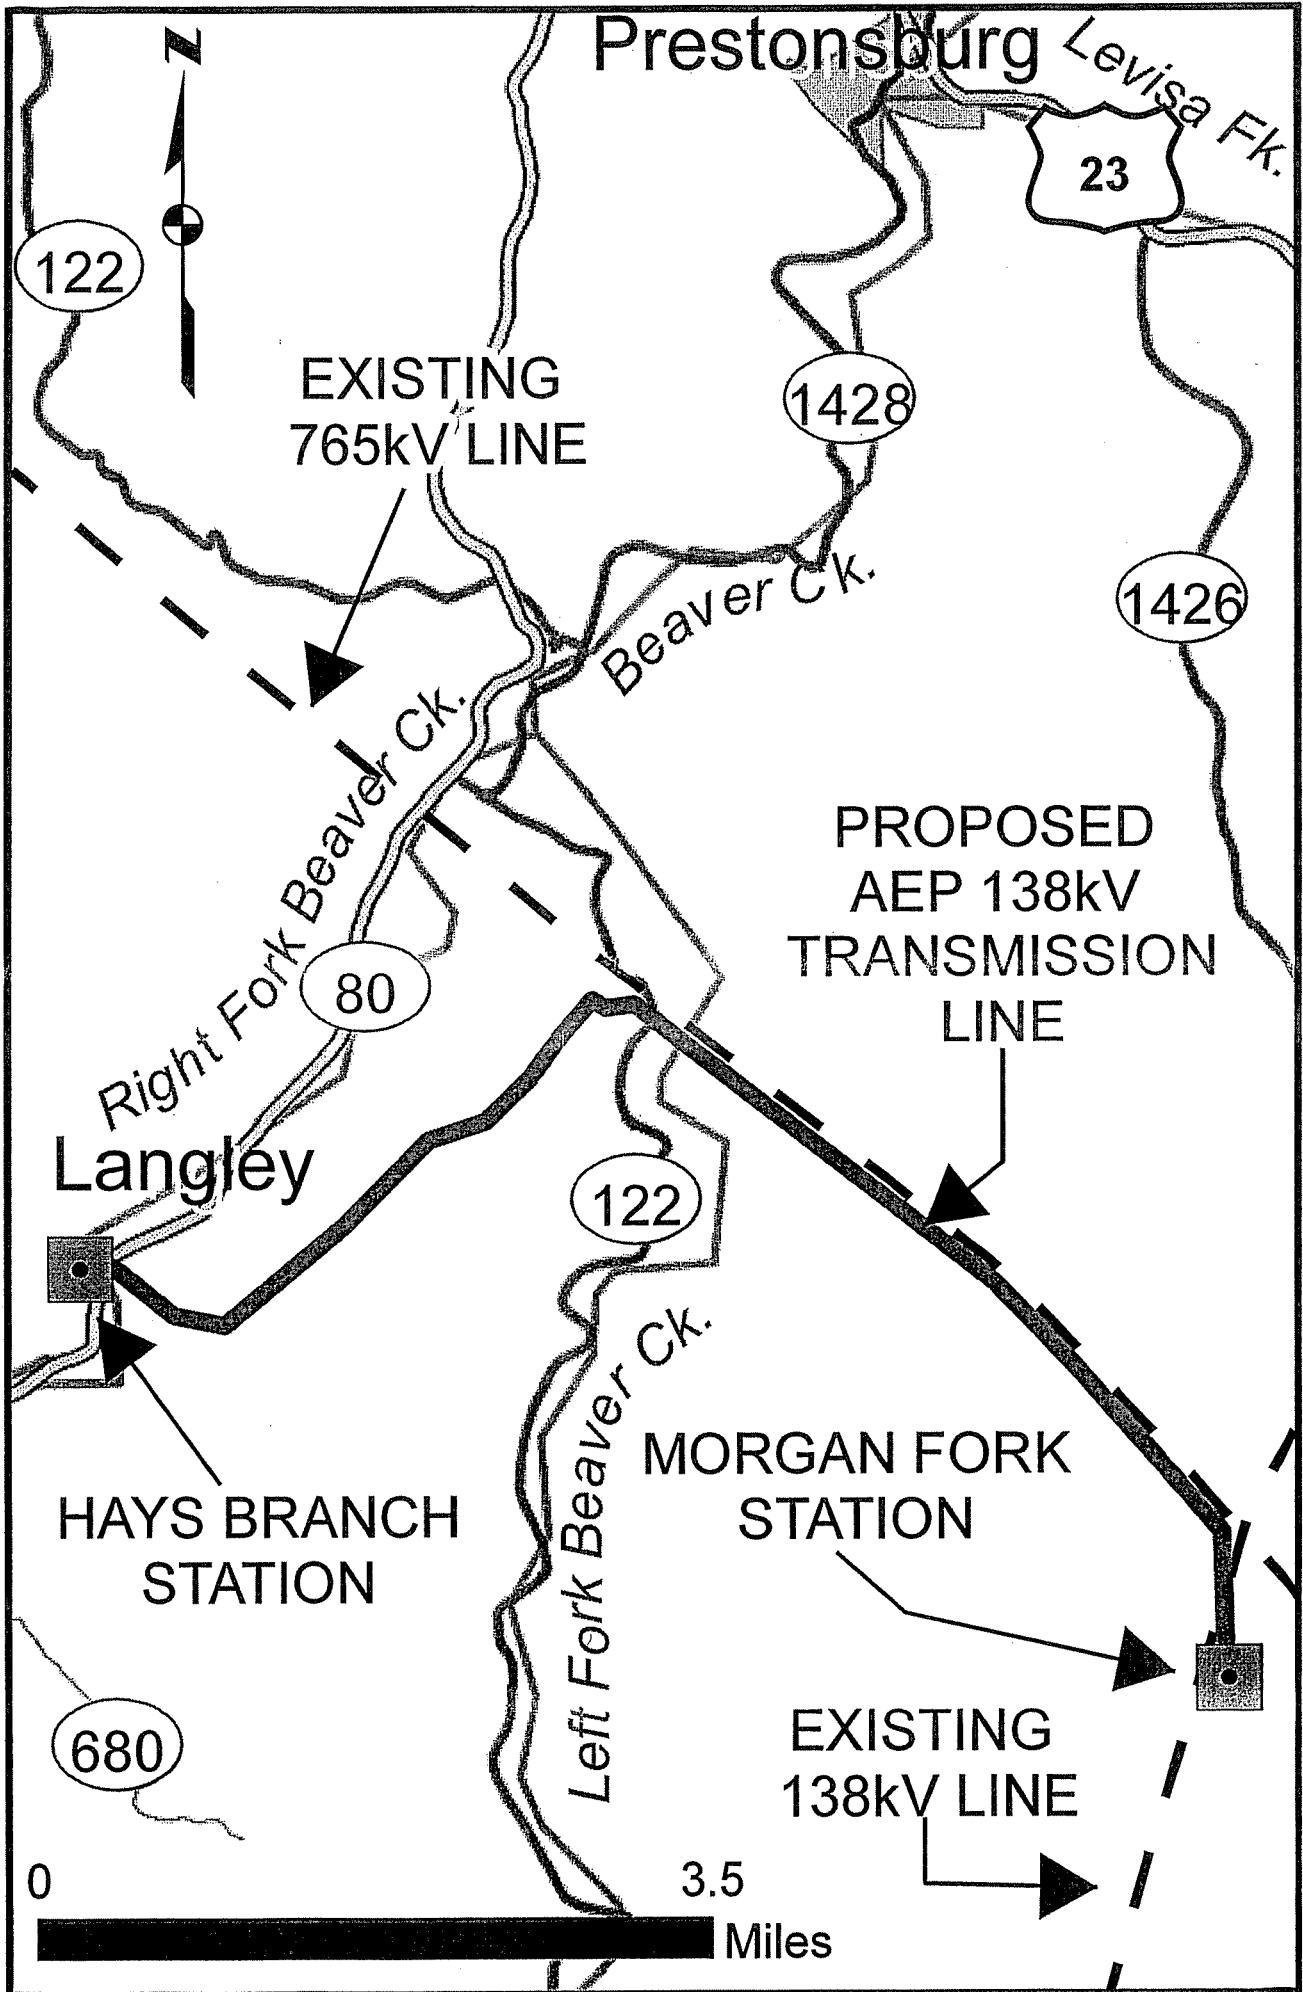 Prestonsburg
Levisa Fk.
N
23
122
EXISTING
765kV LINE
1428
1426
Beaver Ck.
Right Fork Beaver Ck.
PROPOSED
AEP 138kV
TRANSMISSION
LINE
80
Langley
122
Left Fork Beaver Ck.
MORGAN FORK
STATION
HAYS BRANCH
STATION
680
EXISTING
138kV LINE
0 3.5
Miles